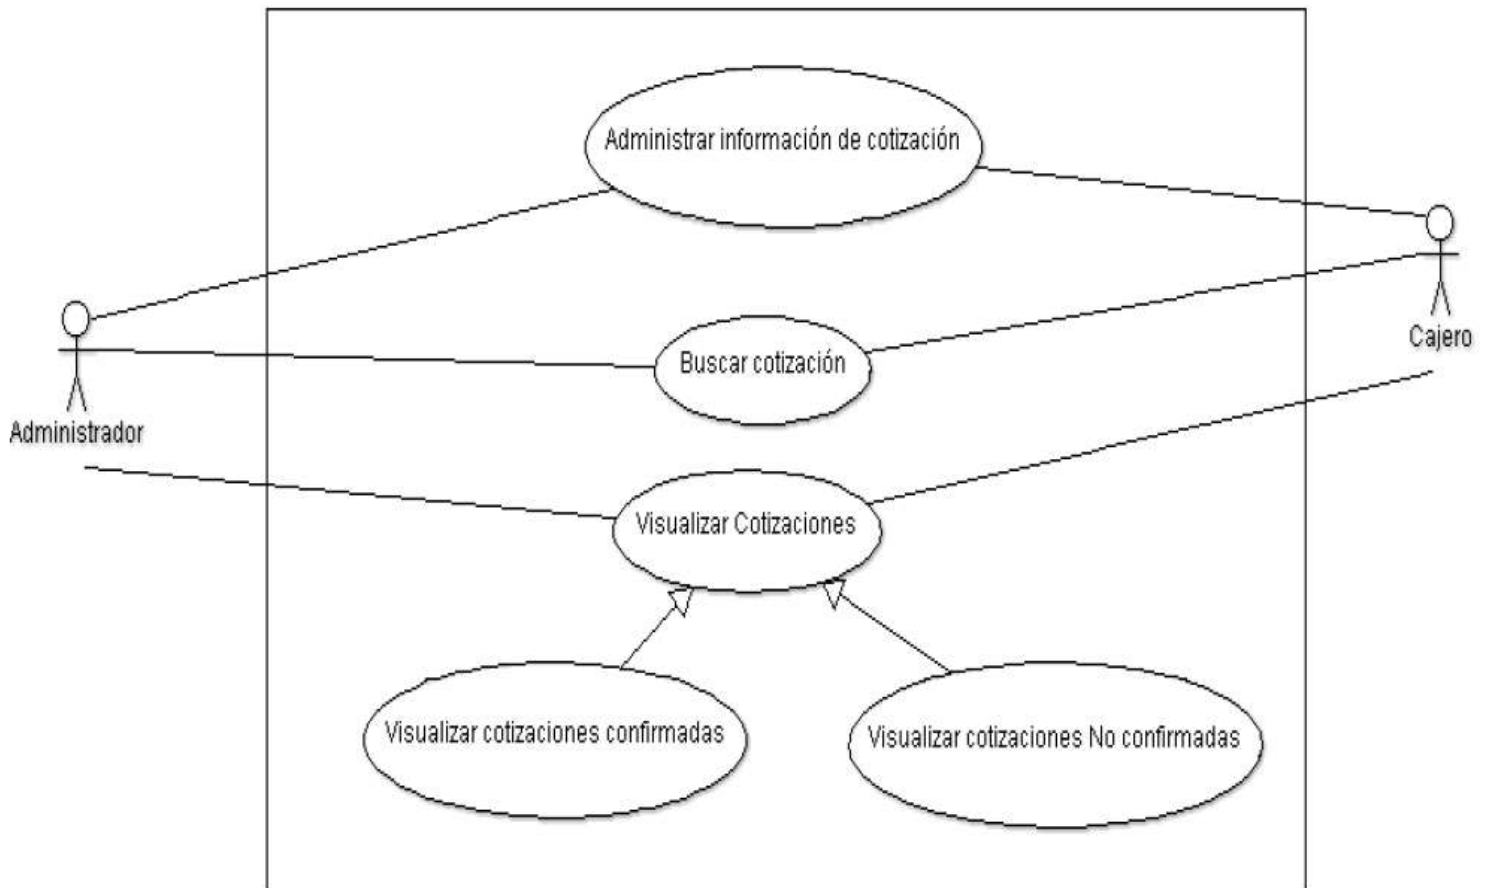 Administrar información de cotización
Cajero
Buscar cotización
Administrador
Visualizar Cotizaciones
Visualizar cotizaciones confirmadas
Visualizar cotizaciones No confirmadas